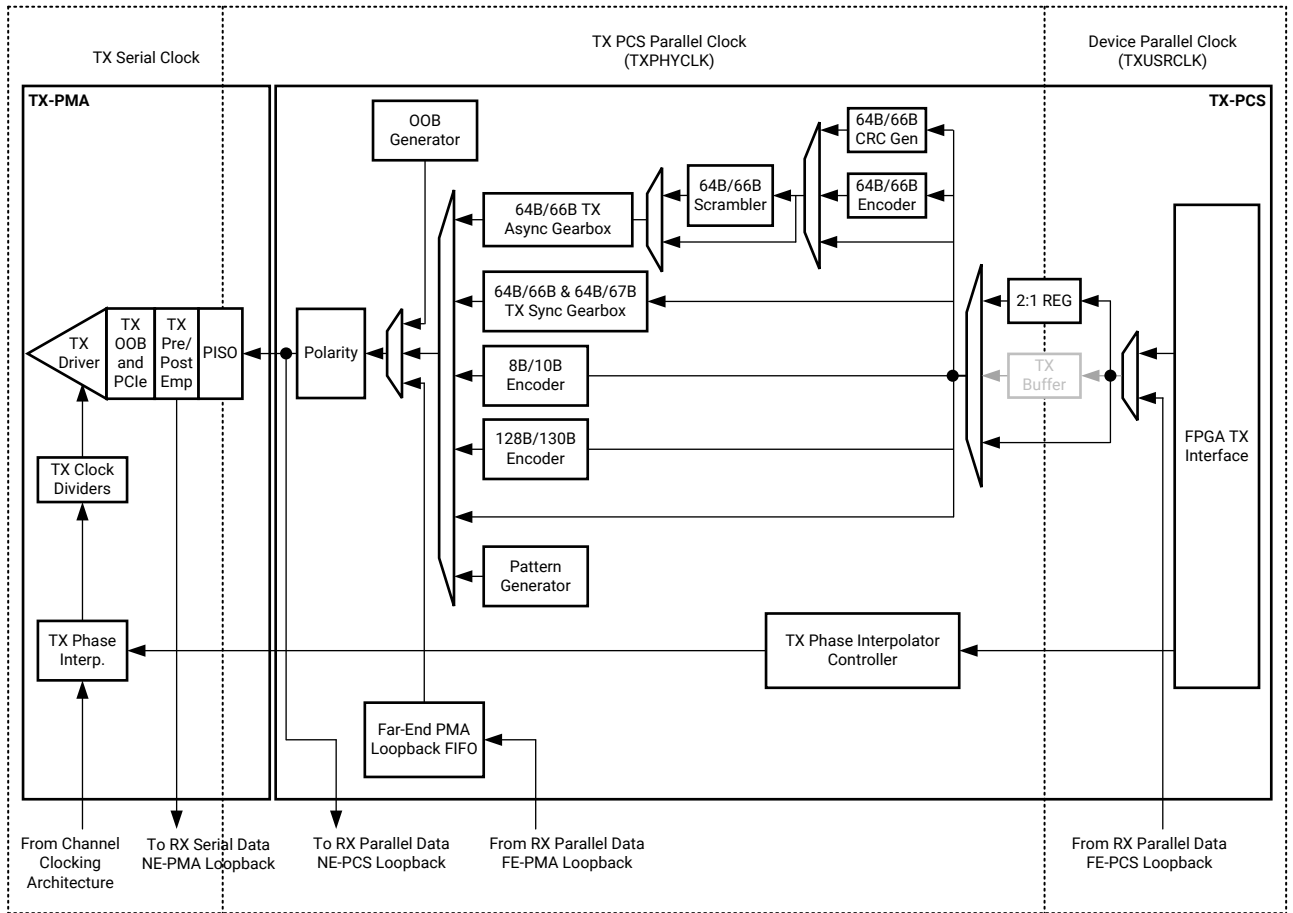 TX Serial Clock
TX PCS Parallel Clock
(TXPHYCLK)
Device Parallel Clock
(TXUSRCLK)
TX-PMA
TX-PCS
OOB
Generator
64B/66B
CRC Gen
64B/66B
Scrambler
64B/66B
Encoder
64B/66B TX
Async Gearbox
64B/66B & 64B/67B
TX Sync Gearbox
2:1 REG
TX
Driver
TX
OOB
and
PCIe
TX
Pre/
Post
Emp
PISO
Polarity
8B/10B
Encoder
TX
Buffer
128B/130B
Encoder
FPGA TX
Interface
TX Clock
Dividers
Pattern
Generator
TX Phase
Interp.
TX Phase Interpolator
Controller
Far-End PMA
Loopback FIFO
From Channel
Clocking
Architecture
To RX Serial Data
NE-PMA Loopback
To RX Parallel Data
NE-PCS Loopback
From RX Parallel Data
FE-PMA Loopback
From RX Parallel Data
FE-PCS Loopback